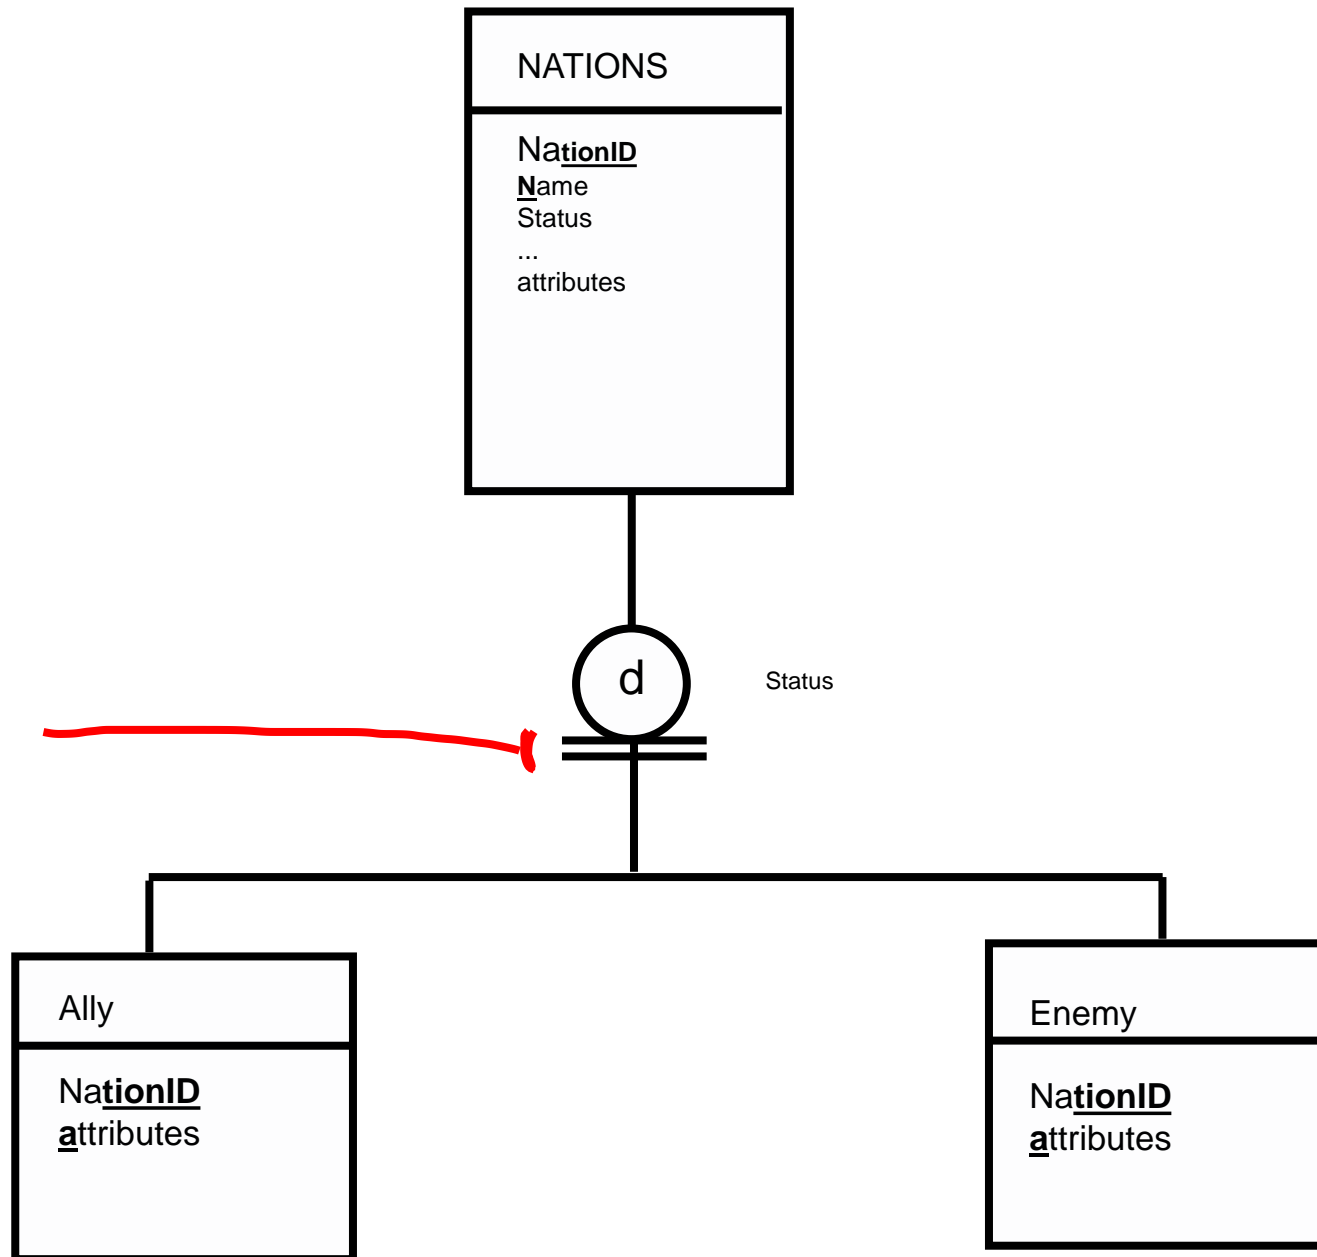 NATIONS
NationID
Name
Status
...
attributes
d
Status
Ally
NationID
attributes
Enemy
NationID
attributes